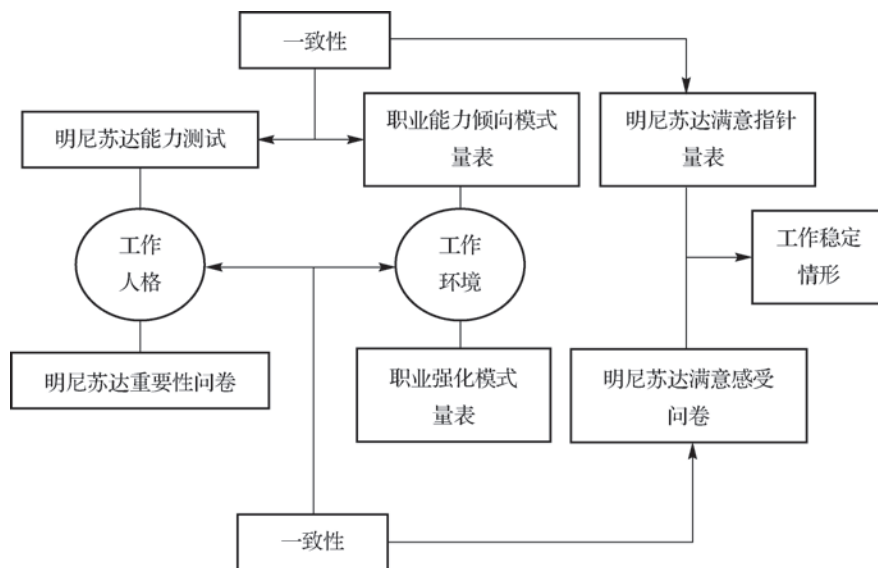 一致性
明尼苏达能力测试
职业能力倾向模式
量表
明尼苏达满意指针
量表
工作
人格
工作
环境
工作稳定
情形
明尼苏达重要性问卷
职业强化模式
量表
明尼苏达满意感受
问卷
一致性